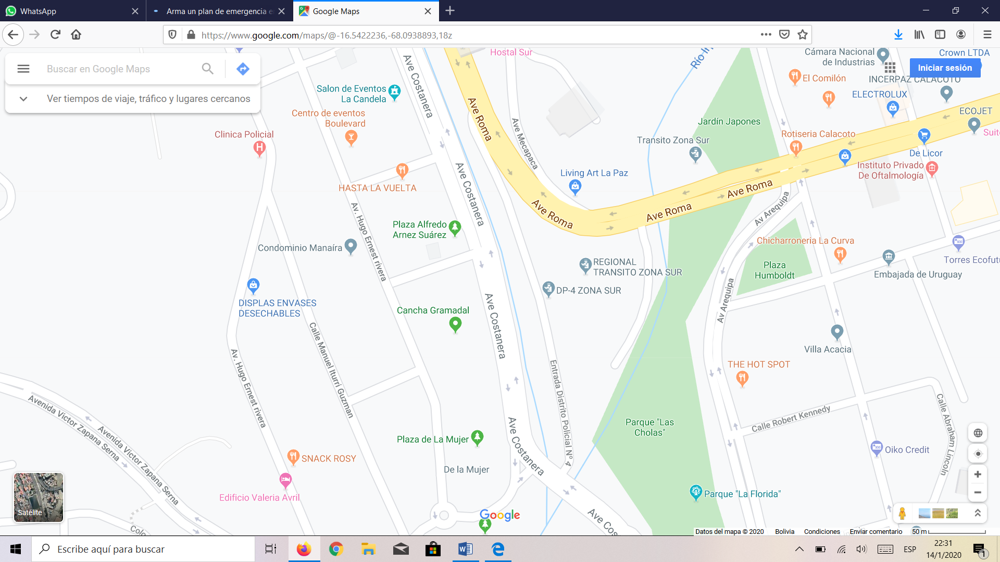 WhatsApp
Arma un plan de emergencia e
Google Maps
https://www.google.com/maps/@-16.5422236,-68.0938893,18z
Buscar en Google Maps
Ver tiempos de viaje, tráfico y lugares cercanos
Iniciar sesión
Hostal Sur
Cámara Nacional
de Industrias
Crown LTDA
El Comilón
INCERPAZ CALACOTO
ELECTROLUX
ECOJET
Salon de Eventos
La Candela
Ave Costanera
Ave Roma
Centro de eventos
Boulevard
Ave Mecapaca
Jardín Japones
Clinica Policial
Transito Zona Sur
Rotiseria Calacoto
De Licor
Living Art La Paz
Instituto Privado
De Oftalmología
HASTA LA VUELTA
Ave Costanera
Ave Roma
Ave Roma
Ave Roma
Av Arequipa
Av. Hugo Ernest rivera
Plaza Alfredo
Arnez Suárez
Condominio Manaíra
Chicharroneria La Curva
REGIONAL
TRANSITO ZONA SUR
Plaza
Humboldt
Embajada de Uruguay
DP-4 ZONA SUR
DISPLAS ENVASES
DESECHABLES
Cancha Gramadal
Ave Costanera
Av Arequipa
Calle Manuel Iturri Guzman
Av. Hugo Ernest rivera
Entrada Distrito Policial Nº 4
Villa Acacia
THE HOT SPOT
Avenida Victor Zapana Serna
Avenida Victor Zapana Serna
Calle Robert Kennedy
Calle Abraham Lincoln
Parque "Las
Cholas"
Plaza de La Mujer
Ave Costanera
SNACK ROSY
De la Mujer
Oiko Credit
Edificio Valeria Avril
Parque "La Florida"
Satélite
Google
Datos del mapa © 2020 Bolivia Condiciones Enviar comentario 50 m
Escribe aquí para buscar
ESP
22:31
14/1/2020
1